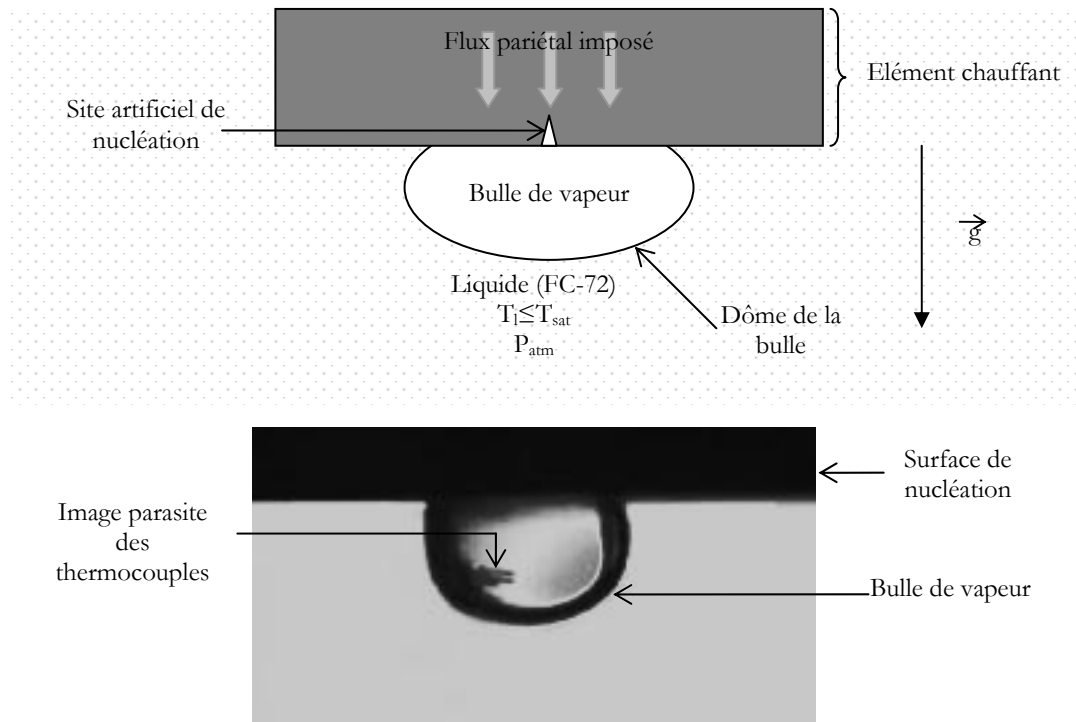 Flux pariétal imposé
Elément chauffant
Site artificiel de
nucléation
Bulle de vapeur
g
Liquide (FC-72)
Tl≤Tsat
Patm
Dôme de la
bulle
Surface de
nucléation
Image parasite
des
thermocouples
Bulle de vapeur